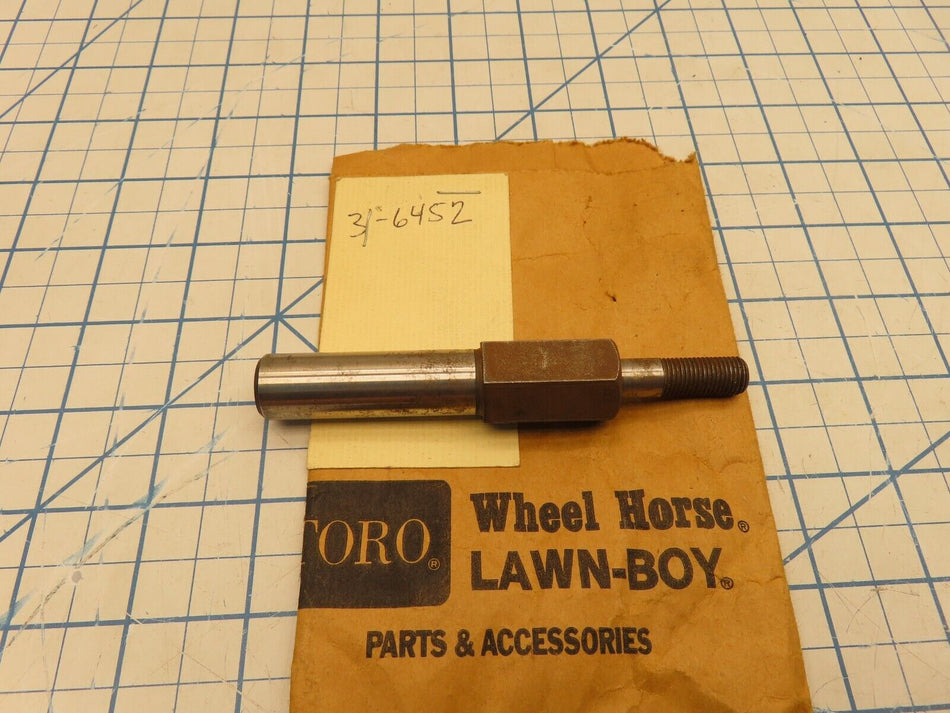 31-6452
TORO®
Wheel Horse®
LAWN-BOY®
PARTS & ACCESSORIES